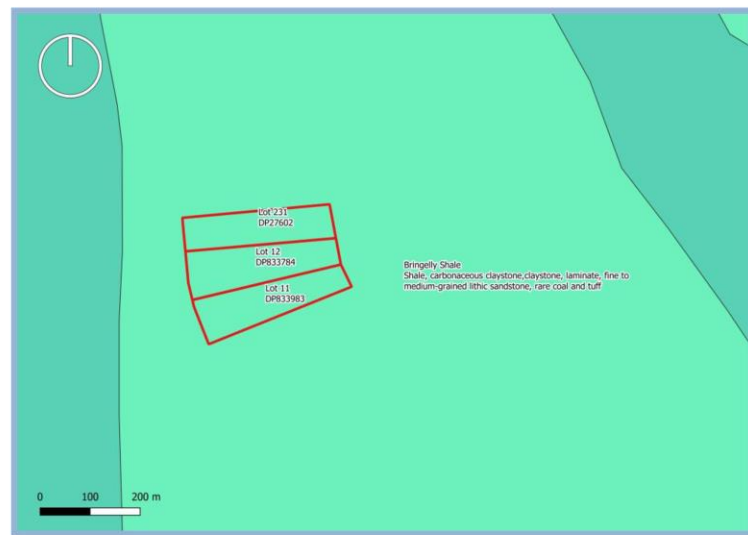 Lot 231
DP27602
Lot 12
DP833784
Bringelly Shale
Shale, carbonaceous claystone,claystone, laminate, fine to
medium-grained lithic sandstone, rare coal and tuff
Lot 11
DP833983
0 100 200 m